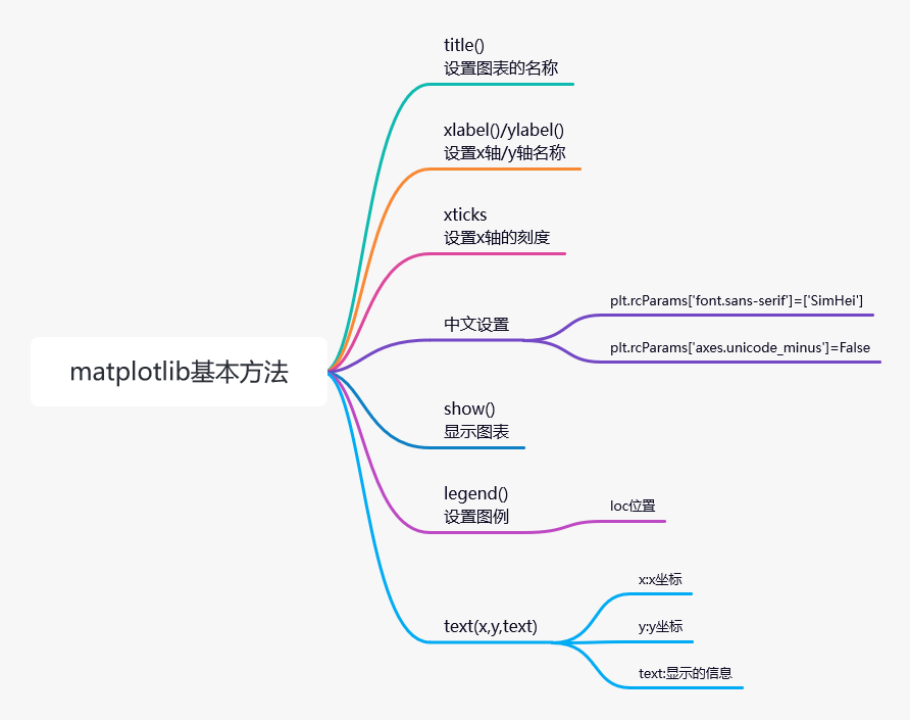 matplotlib基本方法
title()
设置图表的名称
xlabel()/ylabel()
设置x轴/y轴名称
xticks
设置x轴的刻度
中文设置
plt.rcParams['font.sans-serif']=['SimHei']
plt.rcParams['axes.unicode_minus']=False
show()
显示图表
legend()
设置图例
loc位置
text(x,y,text)
x:x坐标
y:y坐标
text:显示的信息